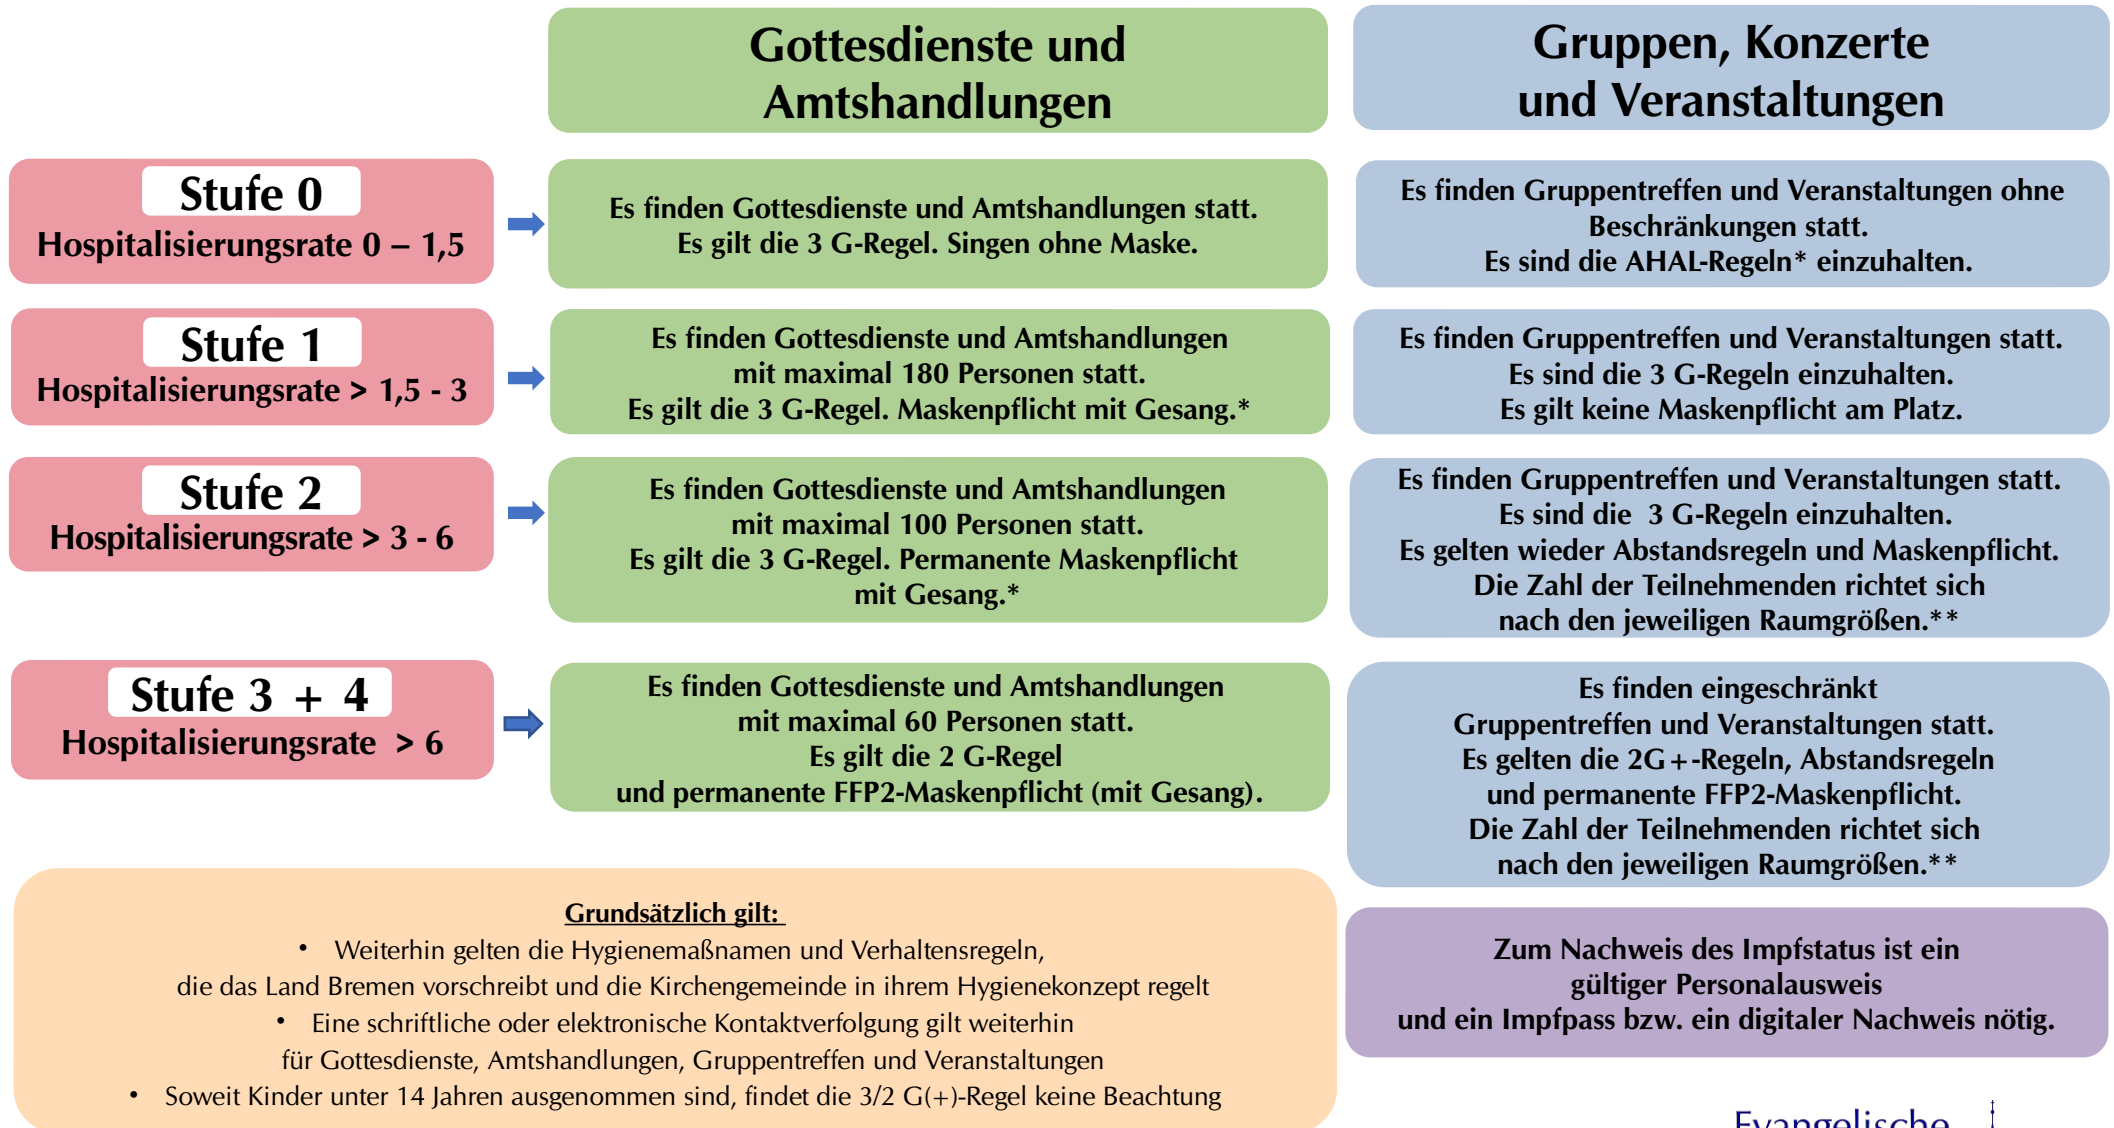 Gottesdienste und
Amtshandlungen
Gruppen, Konzerte
und Veranstaltungen
Stufe 0
Hospitalisierungsrate 0 – 1,5
Es finden Gottesdienste und Amtshandlungen statt.
Es gilt die 3 G-Regel. Singen ohne Maske.
Es finden Gruppentreffen und Veranstaltungen ohne
Beschränkungen statt.
Es sind die AHAL-Regeln* einzuhalten.
Stufe 1
Hospitalisierungsrate > 1,5 - 3
Es finden Gottesdienste und Amtshandlungen
mit maximal 180 Personen statt.
Es gilt die 3 G-Regel. Maskenpflicht mit Gesang.*
Es finden Gruppentreffen und Veranstaltungen statt.
Es sind die 3 G-Regeln einzuhalten.
Es gilt keine Maskenpflicht am Platz.
Stufe 2
Hospitalisierungsrate > 3 - 6
Es finden Gottesdienste und Amtshandlungen
mit maximal 100 Personen statt.
Es gilt die 3 G-Regel. Permanente Maskenpflicht
mit Gesang.*
Es finden Gruppentreffen und Veranstaltungen statt.
Es sind die  3 G-Regeln einzuhalten.
Es gelten wieder Abstandsregeln und Maskenpflicht.
Die Zahl der Teilnehmenden richtet sich
nach den jeweiligen Raumgrößen.**
Stufe 3 + 4
Hospitalisierungsrate > 6
Es finden Gottesdienste und Amtshandlungen
mit maximal 60 Personen statt.
Es gilt die 2 G-Regel
und permanente FFP2-Maskenpflicht (mit Gesang).
Es finden eingeschränkt
Gruppentreffen und Veranstaltungen statt.
Es gelten die 2G+-Regeln, Abstandsregeln
und permanente FFP2-Maskenpflicht.
Die Zahl der Teilnehmenden richtet sich
nach den jeweiligen Raumgrößen.**
Grundsätzlich gilt:
• Weiterhin gelten die Hygienemaßnamen und Verhaltensregeln,
die das Land Bremen vorschreibt und die Kirchengemeinde in ihrem Hygienekonzept regelt
• Eine schriftliche oder elektronische Kontaktverfolgung gilt weiterhin
für Gottesdienste, Amtshandlungen, Gruppentreffen und Veranstaltungen
• Soweit Kinder unter 14 Jahren ausgenommen sind, findet die 3/2 G(+)-Regel keine Beachtung
Zum Nachweis des Impfstatus ist ein
gültiger Personalausweis
und ein Impfpass bzw. ein digitaler Nachweis nötig.
Evangelische